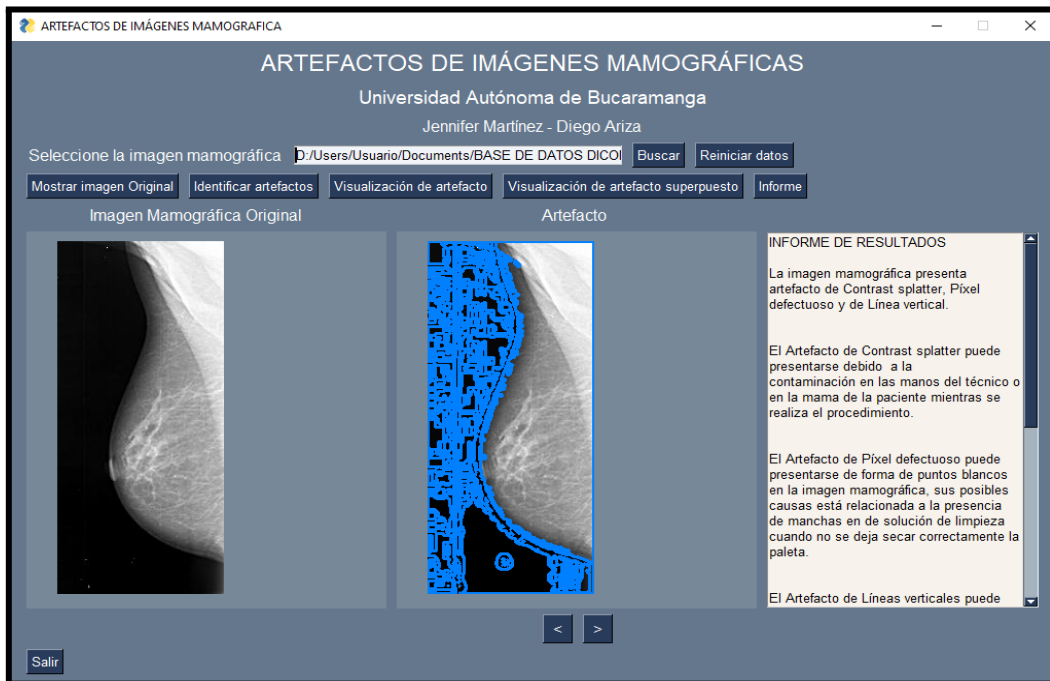 ARTEFACTOS DE IMÁGENES MAMOGRAFICA
ARTEFACTOS DE IMÁGENES MAMOGRÁFICAS
Universidad Autónoma de Bucaramanga
Jennifer Martínez - Diego Ariza
Seleccione la imagen mamográfica D:/Users/Usuario/Documents/BASE DE DATOS DICOI Buscar Reiniciar datos
Mostrar imagen Original Identificar artefactos Visualización de artefacto Visualización de artefacto superpuesto Informe
Imagen Mamográfica Original Artefacto
INFORME DE RESULTADOS
La imagen mamográfica presenta
artefacto de Contrast splatter, Píxel
defectuoso y de Línea vertical.
El Artefacto de Contrast splatter puede
presentarse debido a la
contaminación en las manos del técnico o
en la mama de la paciente mientras se
realiza el procedimiento.
El Artefacto de Píxel defectuoso puede
presentarse de forma de puntos blancos
en la imagen mamográfica, sus posibles
causas está relacionada a la presencia
de manchas en de solución de limpieza
cuando no se deja secar correctamente la
paleta.
El Artefacto de Líneas verticales puede
< >
Salir